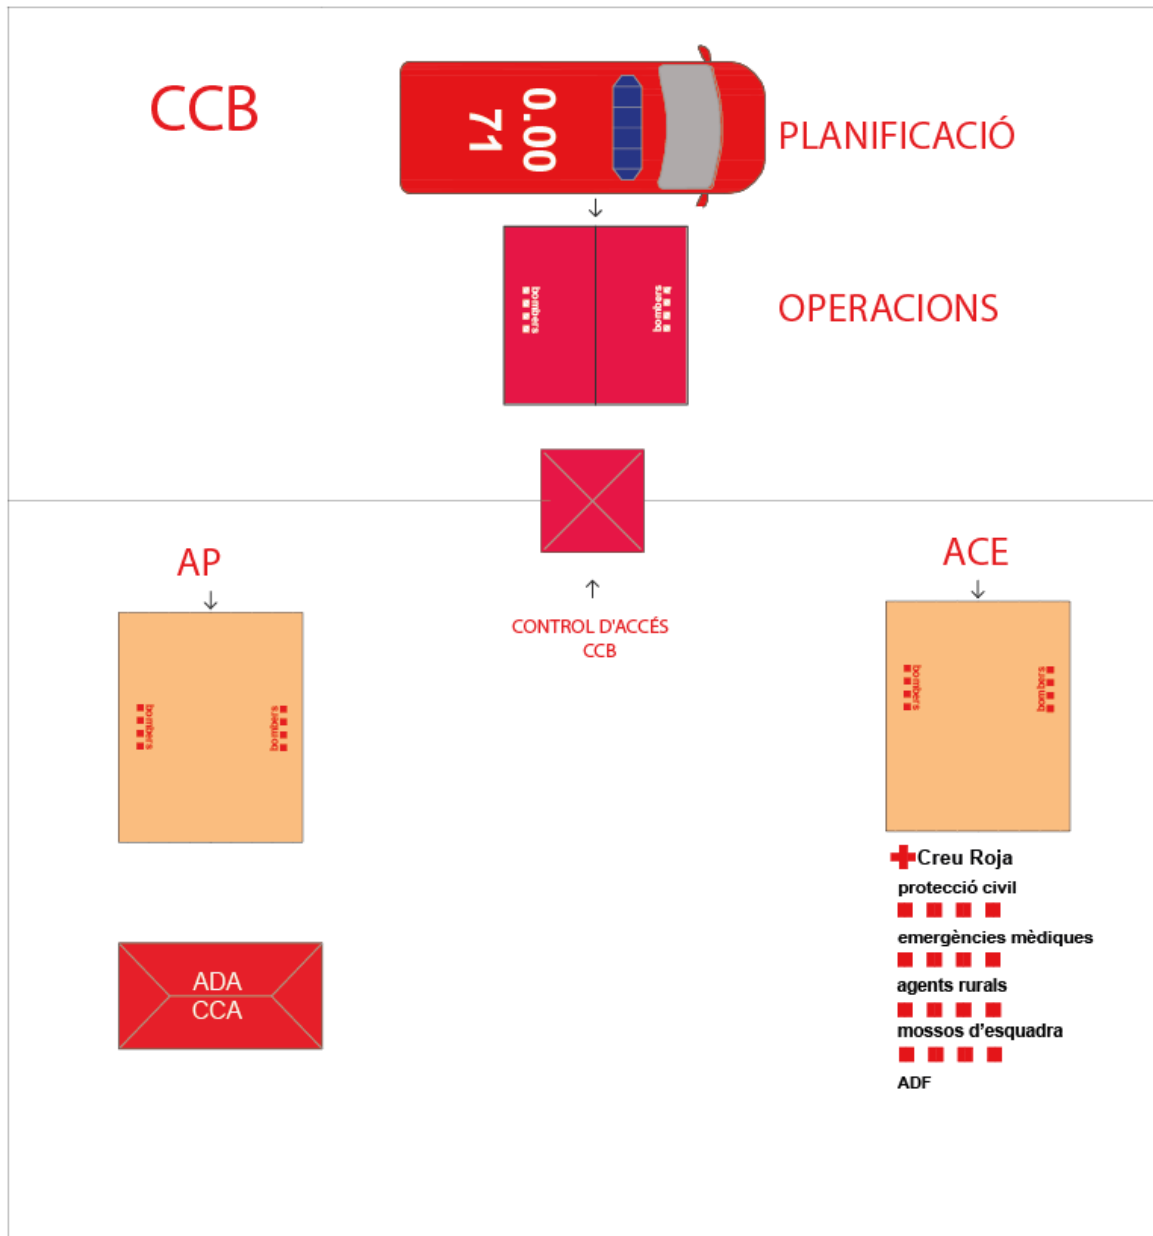 CCB
0.00
71
PLANIFICACIÓ
bombers
bombers
OPERACIONS
AP
ACE
CONTROL D'ACCÉS
CCB
bombers
bombers
bombers
bombers
Creu Roja
protecció civil
emergències mèdiques
agents rurals
mossos d'esquadra
ADF
ADA
CCA